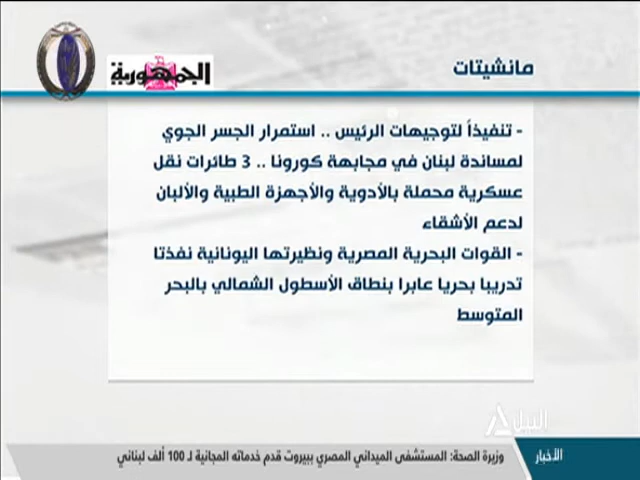 مانشيتات
الجمهورية
- تنفيذاً لتوجيهات الرئيس .. استمرار الجسر الجوي
لمساندة لبنان في مجابهة كورونا .. 3 طائرات نقل
عسكرية محملة بالأدوية والأجهزة الطبية والألبان
لدعم الأشقاء
- القوات البحرية المصرية ونظيرتها اليونانية نفذتا
تدريبا بحريا عابرا بنطاق الأسطول الشمالي بالبحر
المتوسط
النيل
الأخبار
وزيرة الصحة: المستشفى الميداني المصري ببيروت قدم خدماته المجانية لـ 100 ألف لبناني